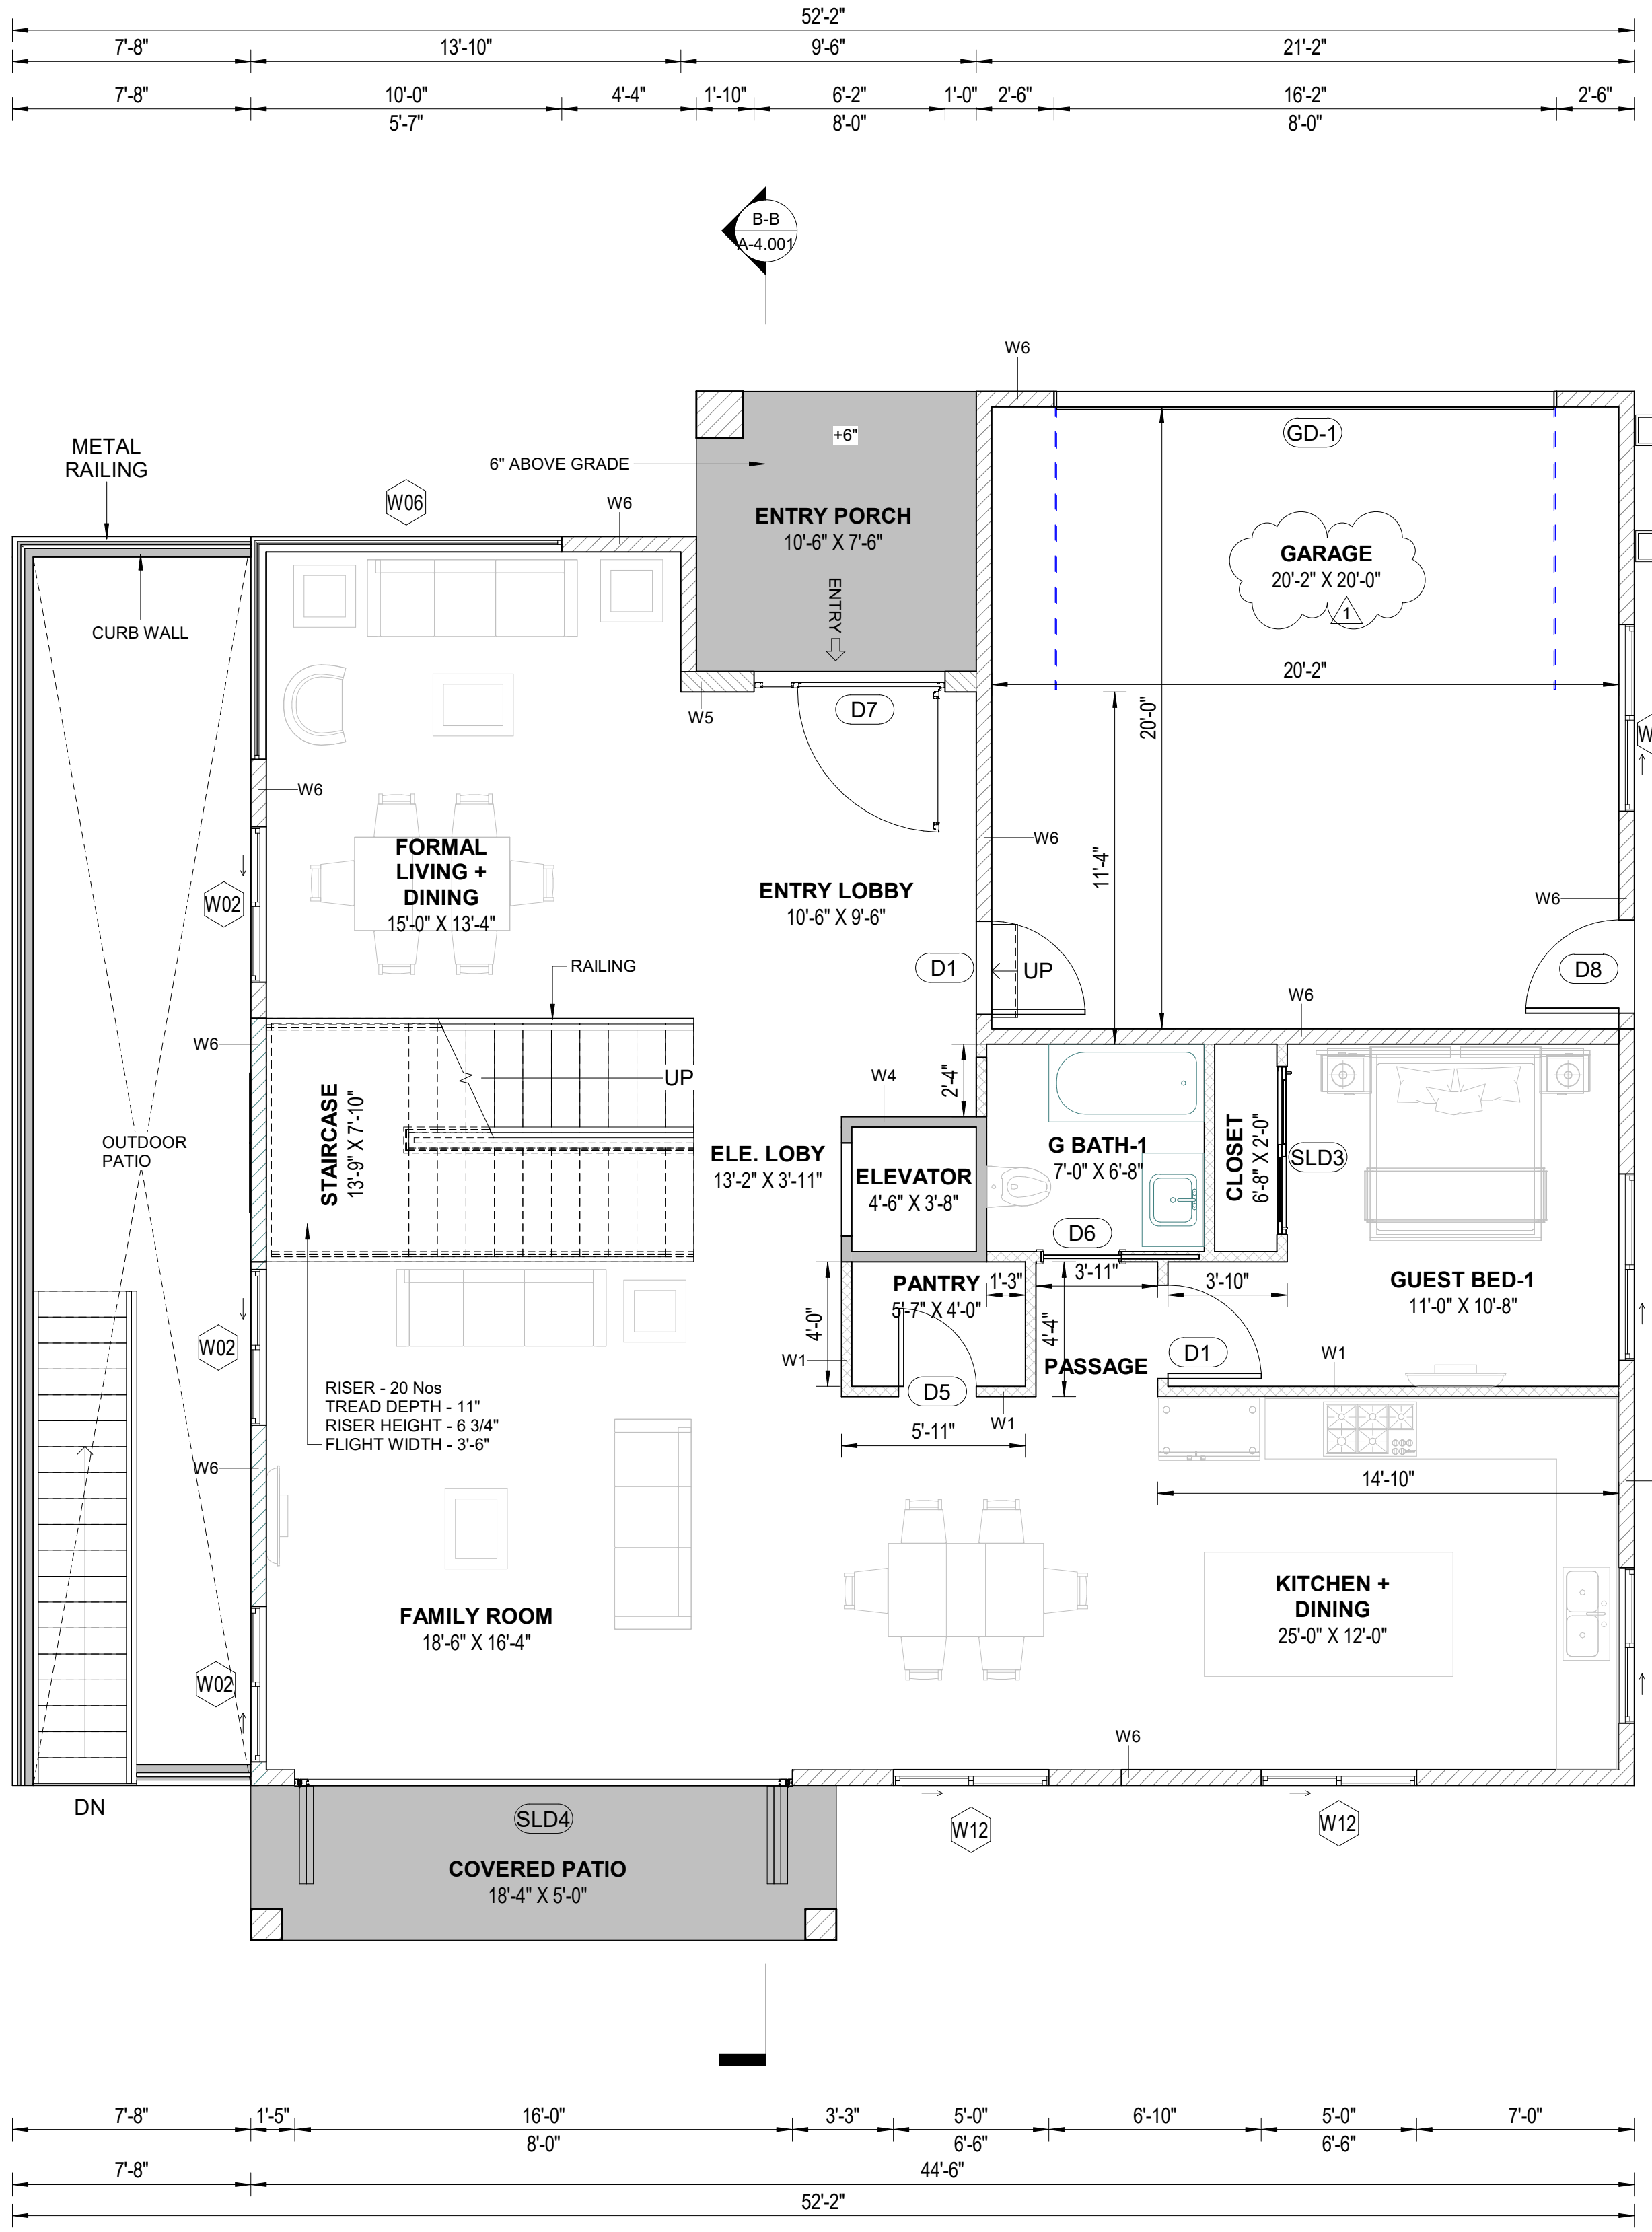 52'-2"
7'-8"
13'-10"
9'-6"
21'-2"
7'-8"
10'-0"
4'-4"
1'-10"
6'-2"
1'-0"
2'-6"
16'-2"
2'-6"
5'-7"
8'-0"
8'-0"
B-B
A-4.001
W6
GD-1
+6"
METAL
RAILING
6" ABOVE GRADE
W06
W6
ENTRY PORCH
10'-6" X 7'-6"
GARAGE
20'-2" X 20'-0"
1
ENTRY
CURB WALL
20'-2"
20'-0"
D7
W5
W
W6
W6
11'-4"
FORMAL
LIVING +
DINING
15'-0" X 13'-4"
ENTRY LOBBY
10'-6" X 9'-6"
W02
W6
RAILING
D1
UP
D8
W6
W6
UP
W4
2'-4"
STAIRCASE
13'-9" X 7'-10"
OUTDOOR
PATIO
ELE. LOBY
13'-2" X 3'-11"
ELEVATOR
4'-6" X 3'-8"
G BATH-1
7'-0" X 6'-8"
CLOSET
6'-8" X 2'-0"
SLD3
D6
PANTRY
5'-7" X 4'-0"
1'-3"
3'-11"
3'-10"
GUEST BED-1
11'-0" X 10'-8"
4'-0"
4'-4"
W02
W1
PASSAGE
D1
W1
RISER - 20 Nos
TREAD DEPTH - 11"
RISER HEIGHT - 6 3/4"
FLIGHT WIDTH - 3'-6"
D5
W1
5'-11"
W6
14'-10"
KITCHEN +
DINING
25'-0" X 12'-0"
FAMILY ROOM
18'-6" X 16'-4"
W02
W6
DN
SLD4
W12
W12
COVERED PATIO
18'-4" X 5'-0"
7'-8"
1'-5"
16'-0"
3'-3"
5'-0"
6'-10"
5'-0"
7'-0"
8'-0"
6'-6"
6'-6"
7'-8"
44'-6"
52'-2"